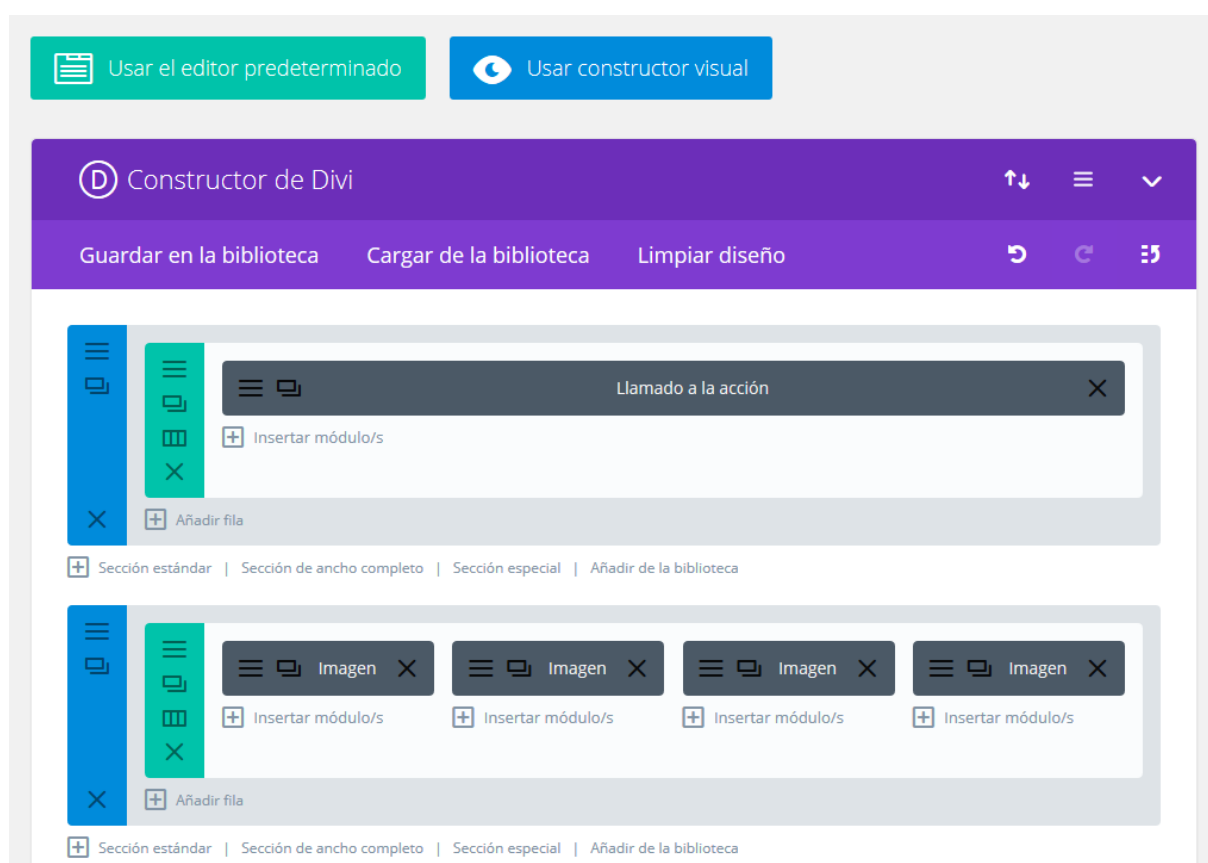 Usar el editor predeterminado Usar constructor visual
D Constructor de Divi
Guardar en la biblioteca Cargar de la biblioteca Limpiar diseño
Llamado a la acción
Insertar módulo/s
Añadir fila
Sección estándar | Sección de ancho completo | Sección especial | Añadir de la biblioteca
Imagen Imagen Imagen Imagen
Insertar módulo/s Insertar módulo/s Insertar módulo/s Insertar módulo/s
Añadir fila
Sección estándar | Sección de ancho completo | Sección especial | Añadir de la biblioteca